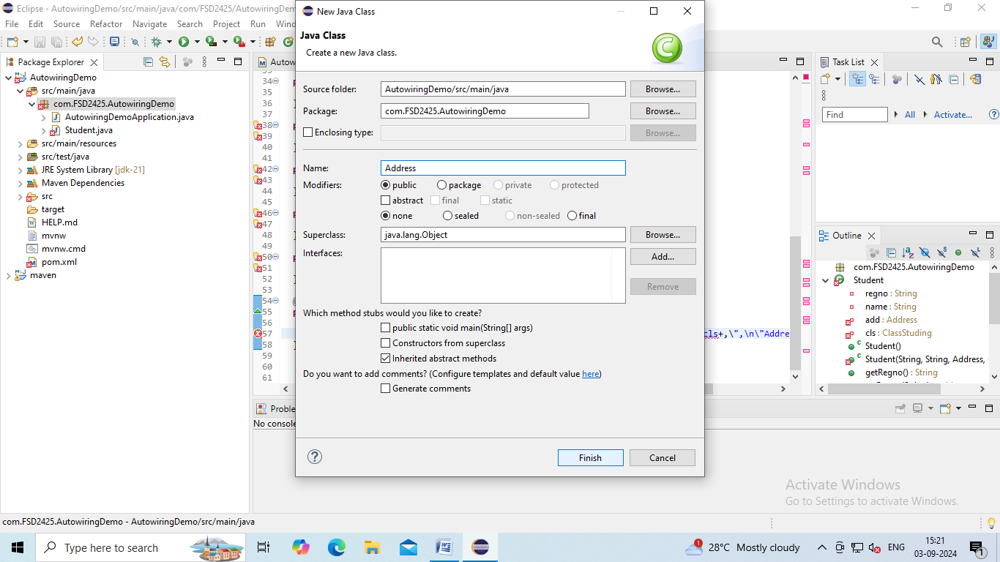 Eclipse - AutowiringDemo/src/main/java/com/FSD2425/AutowiringDem
File Edit Source Refactor Navigate Search Project Run Wind
Package Explorer
AutowiringDemo
src/main/java
com.FSD2425.AutowiringDemo
AutowiringDemoApplication.java
Student.java
src/main/resources
src/test/java
JRE System Library [jdk-21]
Maven Dependencies
src
target
HELP.md
mvnw
mvnw.cmd
pom.xml
maven
Autow
34 p
35
36 }
37
38 p
39
40 }
41
42 p
43
44 }
45
46 p
47
48 }
49
50 p
51
52 }
53
54
55 p
56
57 cls+,\",\n\"Addre
58 }
59
60
61
New Java Class
Java Class
Create a new Java class.
Source folder: AutowiringDemo/src/main/java Browse...
Package: com.FSD2425.AutowiringDemo Browse...
Enclosing type: Browse...
Name: Address
Modifiers: public package private protected
abstract final static
none sealed non-sealed final
Superclass: java.lang.Object Browse...
Interfaces: Add...
Remove
Which method stubs would you like to create?
public static void main(String[] args)
Constructors from superclass
Inherited abstract methods
Do you want to add comments? (Configure templates and default value here)
Generate comments
Finish Cancel
Task List
Find All Activate...
Outline
com.FSD2425.AutowiringDemo
Student
regno : String
name : String
add : Address
cls : ClassStuding
Student()
Student(String, String, Address,
getRegno() : String
Proble
No console
Activate Windows
Go to Settings to activate Windows.
com.FSD2425.AutowiringDemo - AutowiringDemo/src/main/java
Type here to search
1
28°C Mostly cloudy
ENG
15:21
03-09-2024
1